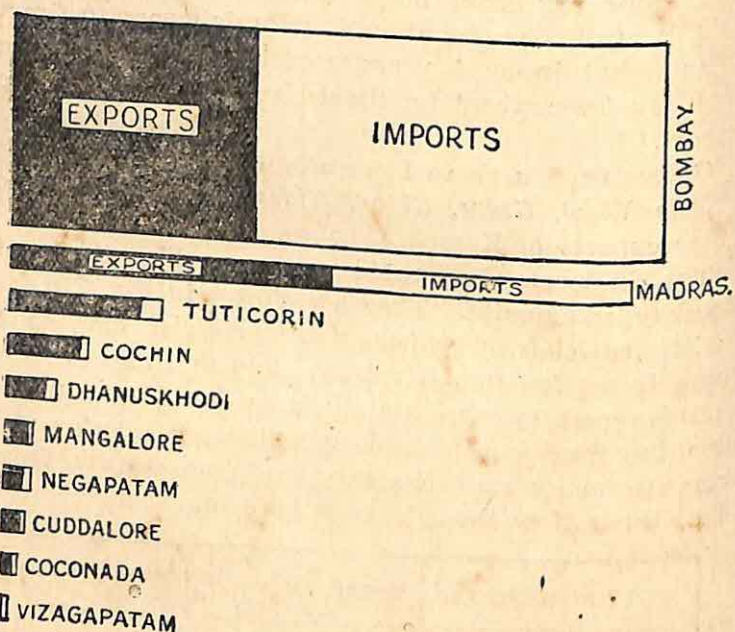 EXPORTS IMPORTS BOMBAY
EXPORTS IMPORTS MADRAS.
TUTICORIN
COCHIN
DHANUSKHODI
MANGALORE
NEGAPATAM
CUDDALORE
COCONADA
VIZAGAPATAM